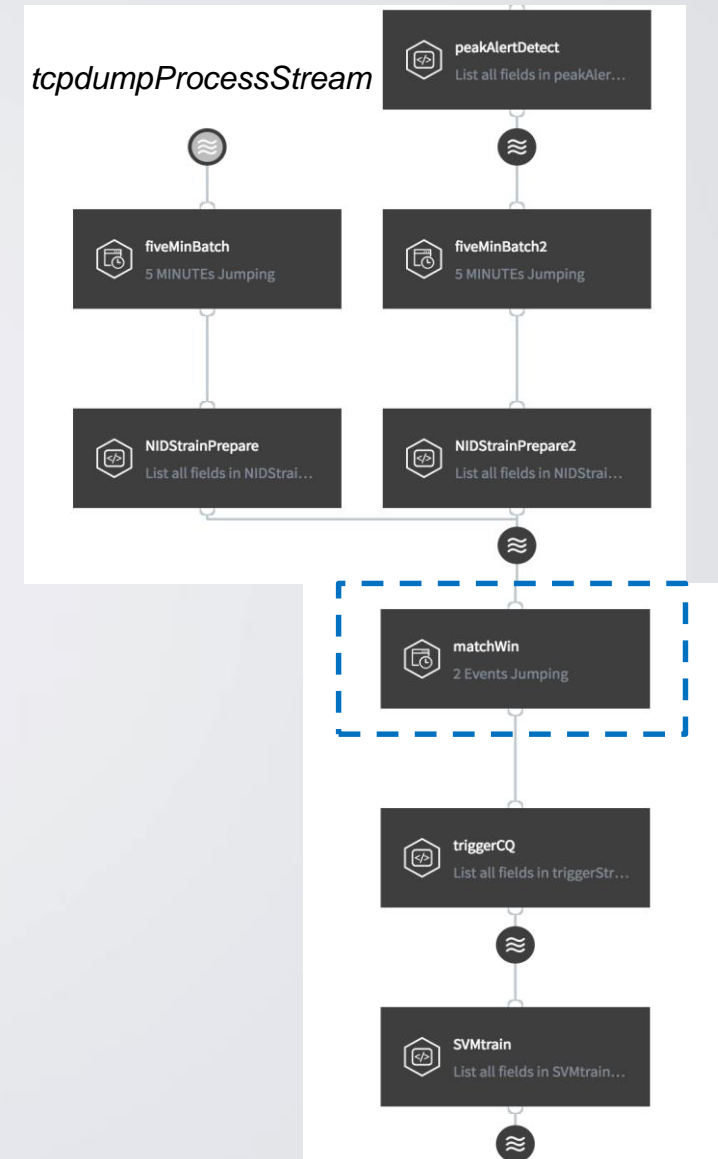 peakAlertDetect
List all fields in peakAler...
tcpdumpProcessStream
fiveMinBatch
5 MINUTEs Jumping
fiveMinBatch2
5 MINUTEs Jumping
NIDStrainPrepare
List all fields in NIDStrai...
NIDStrainPrepare2
List all fields in NIDStrai...
matchWin
2 Events Jumping
triggerCQ
List all fields in triggerStr...
SVMtrain
List all fields in SVMtrain...